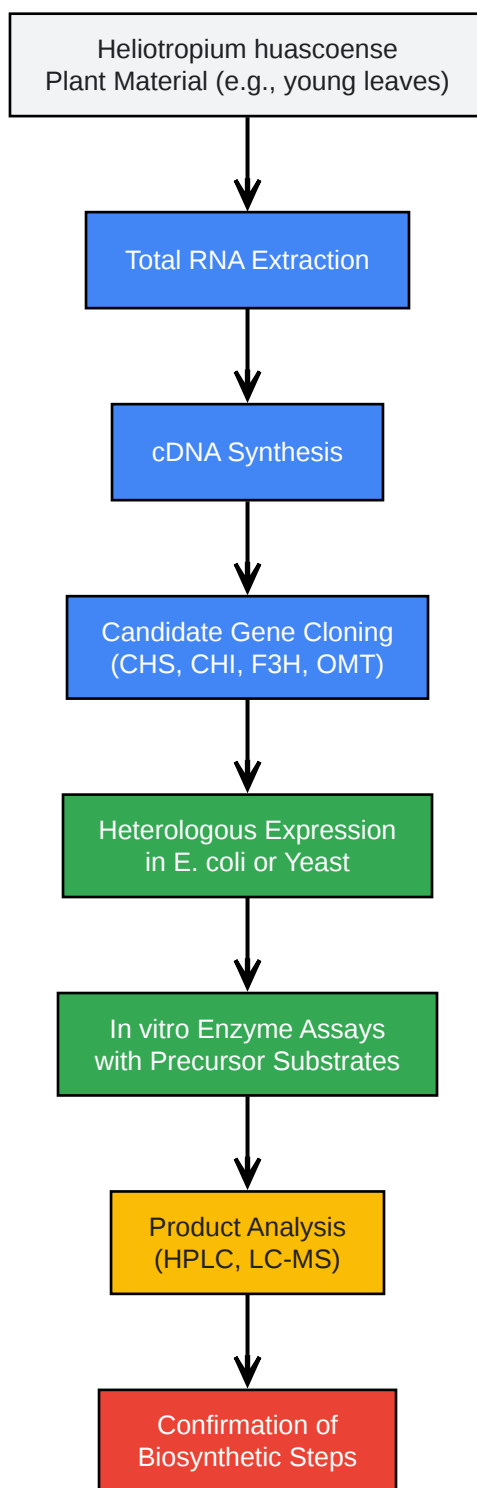 Heliotropium huascoense
Plant Material (e.g., young leaves)
Total RNA Extraction
cDNA Synthesis
Candidate Gene Cloning
(CHS, CHI, F3H, OMT)
Heterologous Expression
in E. coli or Yeast
In vitro Enzyme Assays
with Precursor Substrates
Product Analysis
(HPLC, LC-MS)
Confirmation of
Biosynthetic Steps